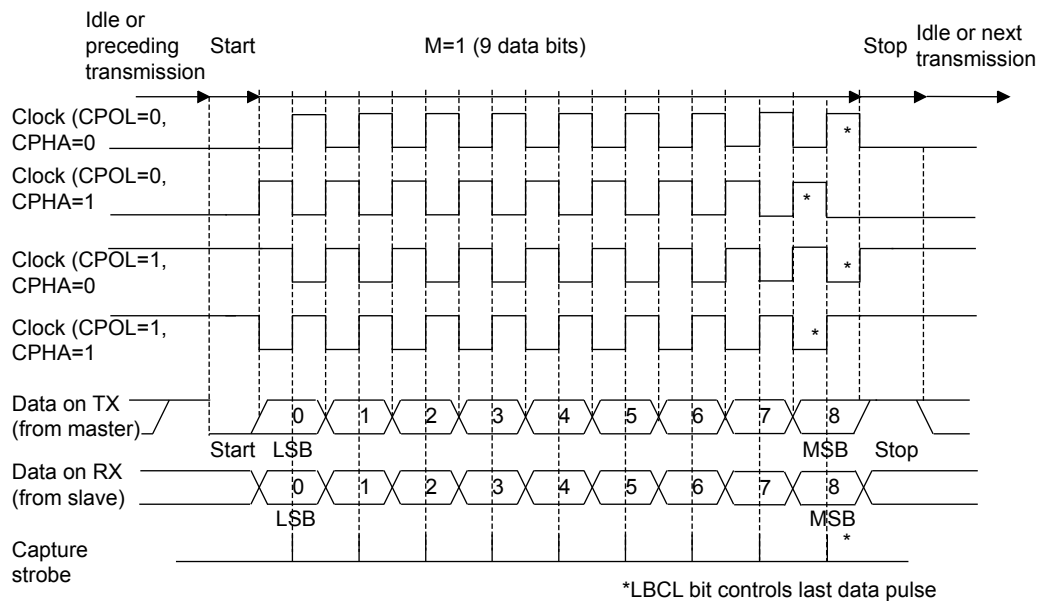 Idle or
preceding
transmission
Start
M=1 (9 data bits)
Stop
Idle or next
transmission
Clock (CPOL=0,
CPHA=0
*
Clock (CPOL=0,
CPHA=1
*
Clock (CPOL=1,
CPHA=0
*
Clock (CPOL=1,
CPHA=1
*
Data on TX
(from master)
0 1 2 3 4 5 6 7 8
Start LSB MSB Stop
Data on RX
(from slave)
0 1 2 3 4 5 6 7 8
LSB MSB
*
Capture
strobe
*LBCL bit controls last data pulse